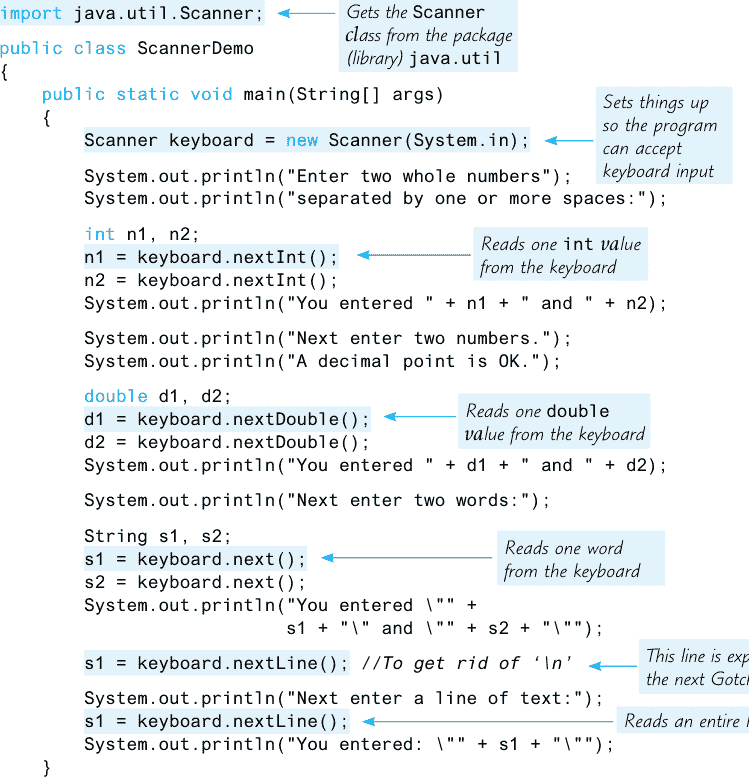 import java.util.Scanner;
Gets the Scanner
class from the package
(library) java.util
public class ScannerDemo
{
public static void main(String[] args)
{
Sets things up
so the program
can accept
keyboard input
Scanner keyboard = new Scanner(System.in);
System.out.println("Enter two whole numbers");
System.out.println("separated by one or more spaces:");
int n1, n2;
n1 = keyboard.nextInt();
Reads one int value
from the keyboard
n2 = keyboard.nextInt();
System.out.println("You entered " + n1 + " and " + n2);
System.out.println("Next enter two numbers.");
System.out.println("A decimal point is OK.");
double d1, d2;
d1 = keyboard.nextDouble();
Reads one double
value from the keyboard
d2 = keyboard.nextDouble();
System.out.println("You entered " + d1 + " and " + d2);
System.out.println("Next enter two words:");
String s1, s2;
s1 = keyboard.next();
Reads one word
from the keyboard
s2 = keyboard.next();
System.out.println("You entered \"" +
s1 + "\" and \"" + s2 + "\"");
s1 = keyboard.nextLine(); //To get rid of ‘\n’
This line is exp
the next Gotch
System.out.println("Next enter a line of text:");
s1 = keyboard.nextLine();
Reads an entire
System.out.println("You entered: \"" + s1 + "\"");
}